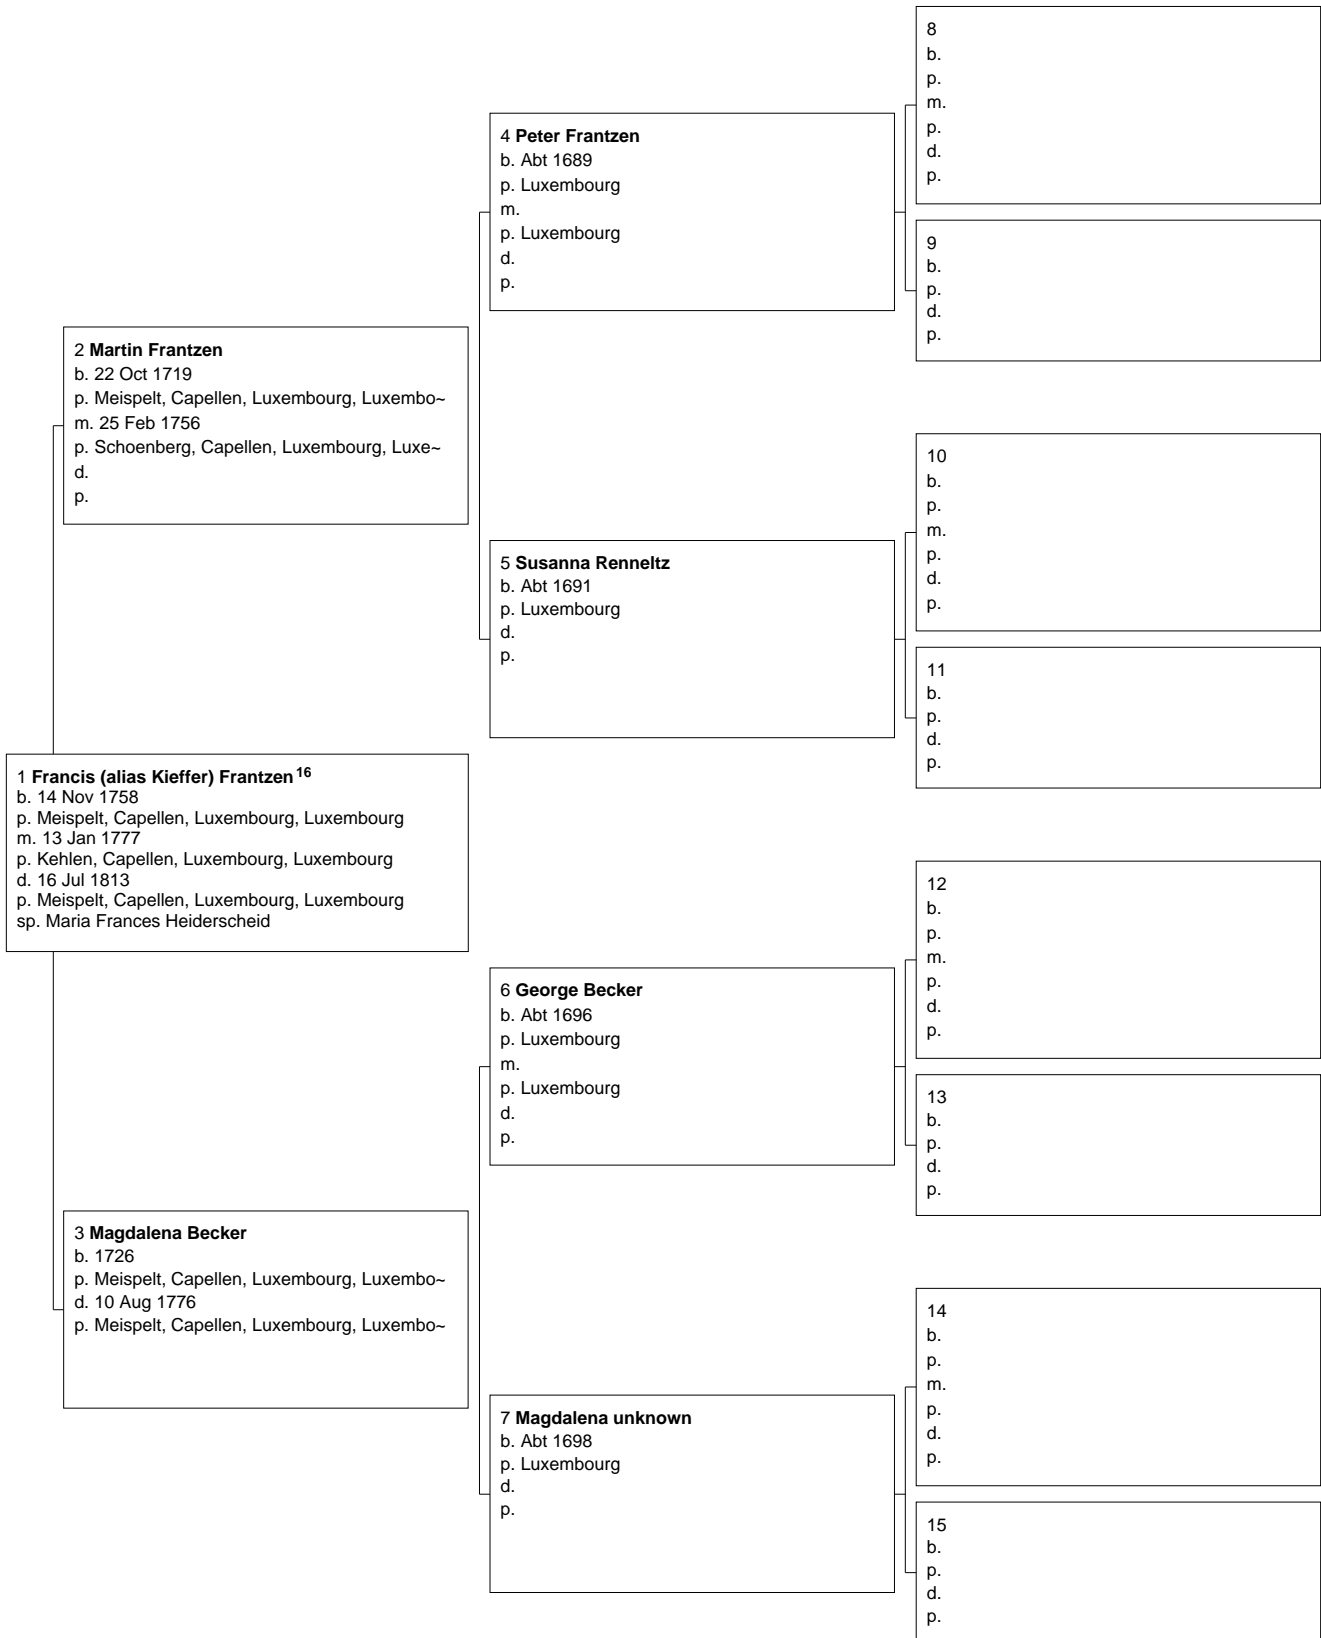 8
b.
p.
m.
p.
d.
p.
4 Peter Frantzen
b. Abt 1689
p. Luxembourg
m.
p. Luxembourg
d.
p.
9
b.
p.
d.
p.
2 Martin Frantzen
b. 22 Oct 1719
p. Meispelt, Capellen, Luxembourg, Luxembo~
m. 25 Feb 1756
p. Schoenberg, Capellen, Luxembourg, Luxe~
d.
p.
10
b.
p.
m.
p.
d.
p.
5 Susanna Renneltz
b. Abt 1691
p. Luxembourg
d.
p.
11
b.
p.
d.
p.
1 Francis (alias Kieffer) Frantzen 16
b. 14 Nov 1758
p. Meispelt, Capellen, Luxembourg, Luxembourg
m. 13 Jan 1777
p. Kehlen, Capellen, Luxembourg, Luxembourg
d. 16 Jul 1813
p. Meispelt, Capellen, Luxembourg, Luxembourg
sp. Maria Frances Heiderscheid
12
b.
p.
m.
p.
d.
p.
6 George Becker
b. Abt 1696
p. Luxembourg
m.
p. Luxembourg
d.
p.
13
b.
p.
d.
p.
3 Magdalena Becker
b. 1726
p. Meispelt, Capellen, Luxembourg, Luxembo~
d. 10 Aug 1776
p. Meispelt, Capellen, Luxembourg, Luxembo~
14
b.
p.
m.
p.
d.
p.
7 Magdalena unknown
b. Abt 1698
p. Luxembourg
d.
p.
15
b.
p.
d.
p.